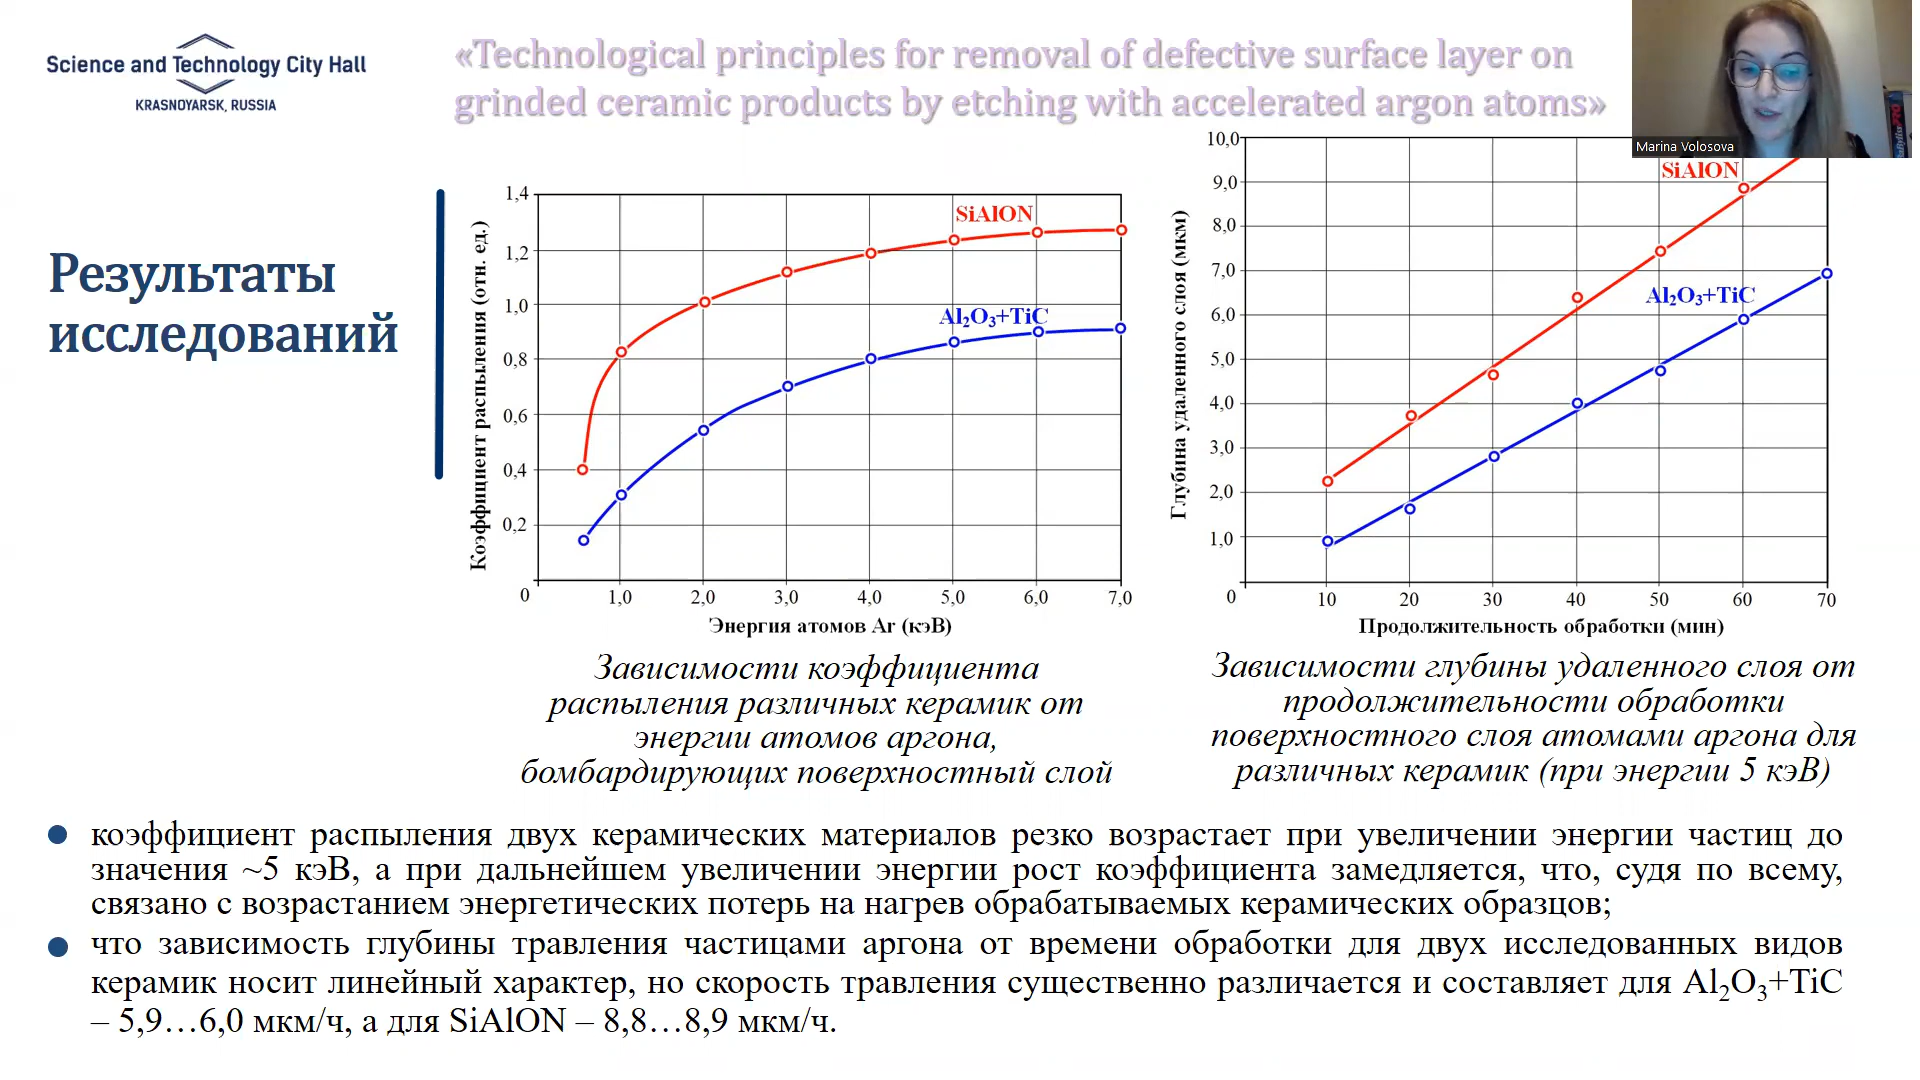 Science and Technology City Hall
KRASNOYARSK, RUSSIA
«Technological principles for removal of defective surface layer on
grinded ceramic products by etching with accelerated argon atoms»
Marina Volosova
Результаты
исследований
Коэффициент распыления (отн. ед.)
1,4
1,2
1,0
0,8
0,6
0,4
0,2
0
1,0
2,0
3,0
4,0
5,0
6,0
7,0
SiAlON
Al₂O₃+TiC
Энергия атомов Ar (кэВ)
Зависимости коэффициента
распыления различных керамик от
энергии атомов аргона,
бомбардирующих поверхностный слой
Глубина удаленного слоя (мкм)
10,0
9,0
8,0
7,0
6,0
5,0
4,0
3,0
2,0
1,0
0
10
20
30
40
50
60
70
SiAlON
Al₂O₃+TiC
Продолжительность обработки (мин)
Зависимости глубины удаленного слоя от
продолжительности обработки
поверхностного слоя атомами аргона для
различных керамик (при энергии 5 кэВ)
коэффициент распыления двух керамических материалов резко возрастает при увеличении энергии частиц до
значения ~5 кэВ, а при дальнейшем увеличении энергии рост коэффициента замедляется, что, судя по всему,
связано с возрастанием энергетических потерь на нагрев обрабатываемых керамических образцов;
что зависимость глубины травления частицами аргона от времени обработки для двух исследованных видов
керамик носит линейный характер, но скорость травления существенно различается и составляет для Al₂O₃+TiC
– 5,9…6,0 мкм/ч, а для SiAlON – 8,8…8,9 мкм/ч.